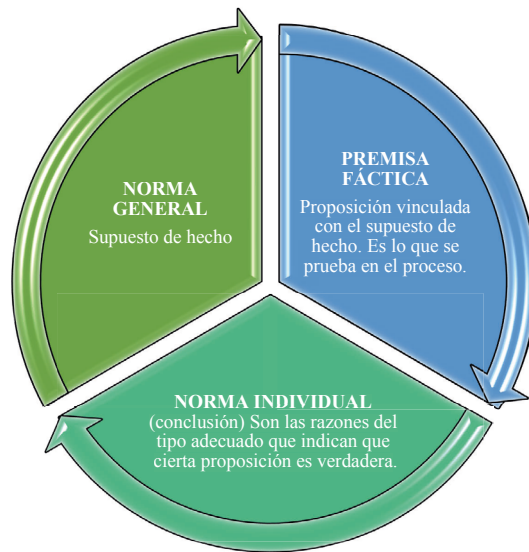 NORMA
GENERAL
Supuesto de hecho
PREMISA
FÁCTICA
Proposición vinculada
con el supuesto de
hecho. Es lo que se
prueba en el proceso.
NORMA INDIVIDUAL
(conclusión) Son las razones del
tipo adecuado que indican que
cierta proposición es verdadera.